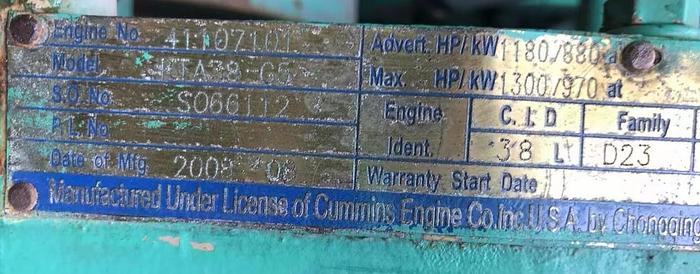 Engine No 41107101
Model KTA38-G5
S.O.No SO66112
P.L.No
Date of Mfg 2008 08
Advert. HP/kW 1180/880 a
Max. HP/kW 1300/970 at
Engine Ident. C. I. D Family
38 L D23
Warranty Start Date
Manufactured Under License of Cummins Engine Co.Inc.U.S.A. by Chongqing